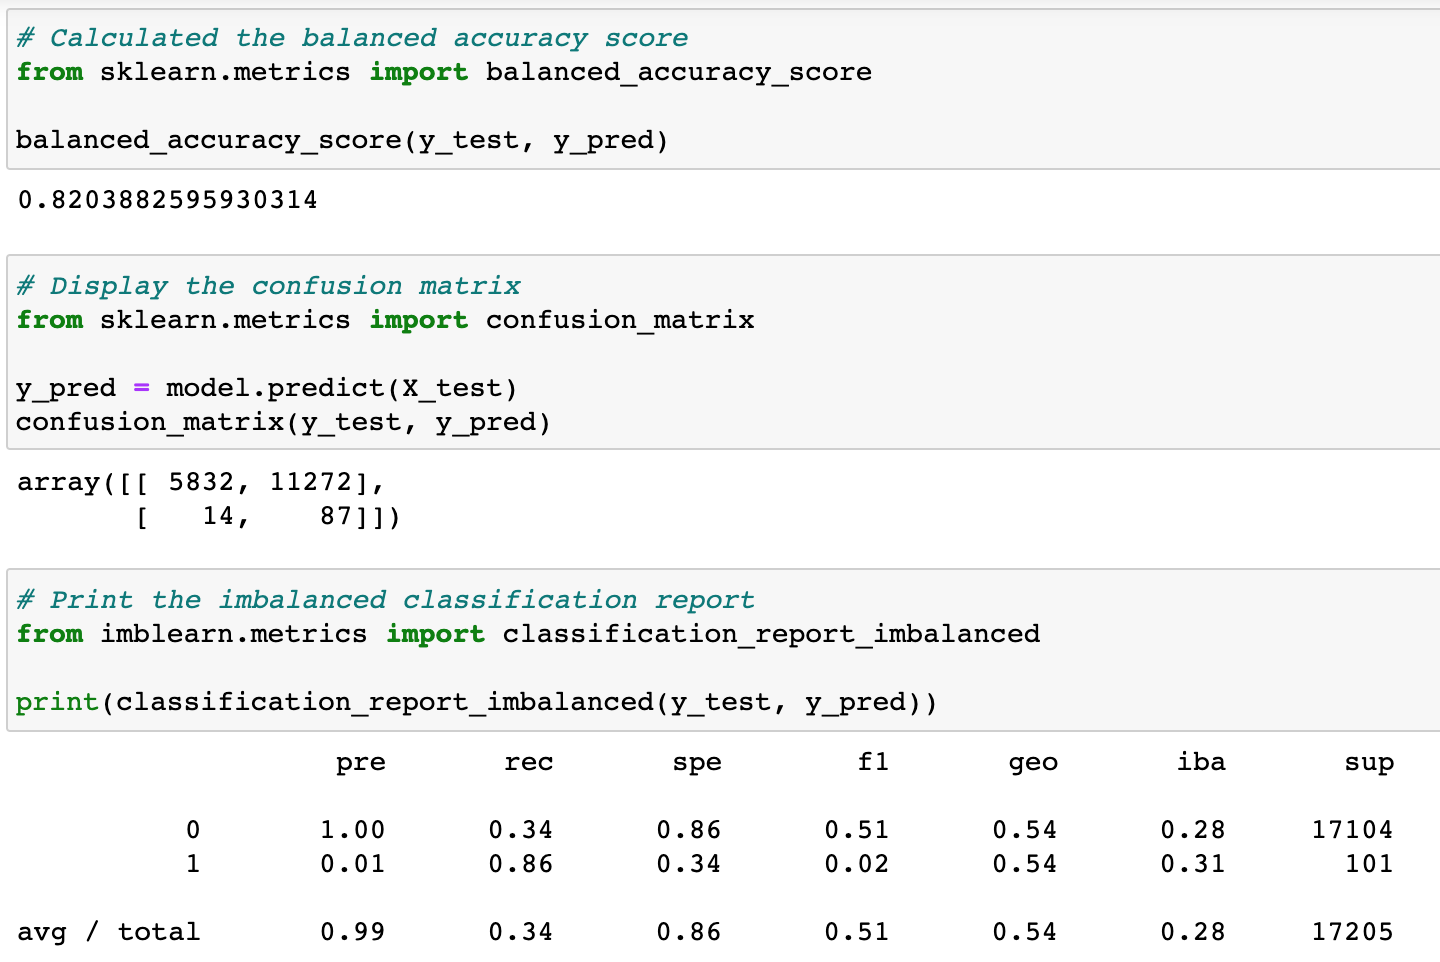 # Calculated the balanced accuracy score
from sklearn.metrics import balanced_accuracy_score
balanced_accuracy_score(y_test, y_pred)
0.8203882595930314
# Display the confusion matrix
from sklearn.metrics import confusion_matrix
y_pred = model.predict(X_test)
confusion_matrix(y_test, y_pred)
array([[ 5832, 11272],
       [   14,    87]])
# Print the imbalanced classification report
from imblearn.metrics import classification_report_imbalanced
print(classification_report_imbalanced(y_test, y_pred))
                   pre       rec       spe        f1       geo       iba       sup
          0       1.00      0.34      0.86      0.51      0.54      0.28     17104
          1       0.01      0.86      0.34      0.02      0.54      0.31       101
avg / total       0.99      0.34      0.86      0.51      0.54      0.28     17205